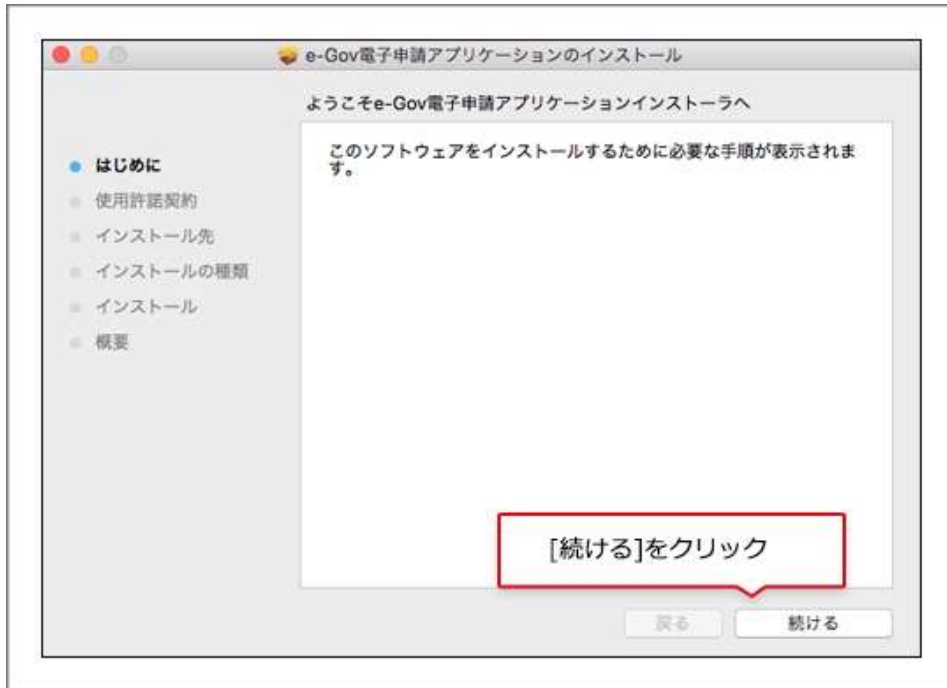 e-Gov電子申請アプリケーションのインストール
ようこそe-Gov電子申請アプリケーションインストーラへ
はじめに
使用許諾契約
インストール先
インストールの種類
インストール
概要
このソフトウェアをインストールするために必要な手順が表示されま
す。
[続ける]をクリック
戻る
続ける